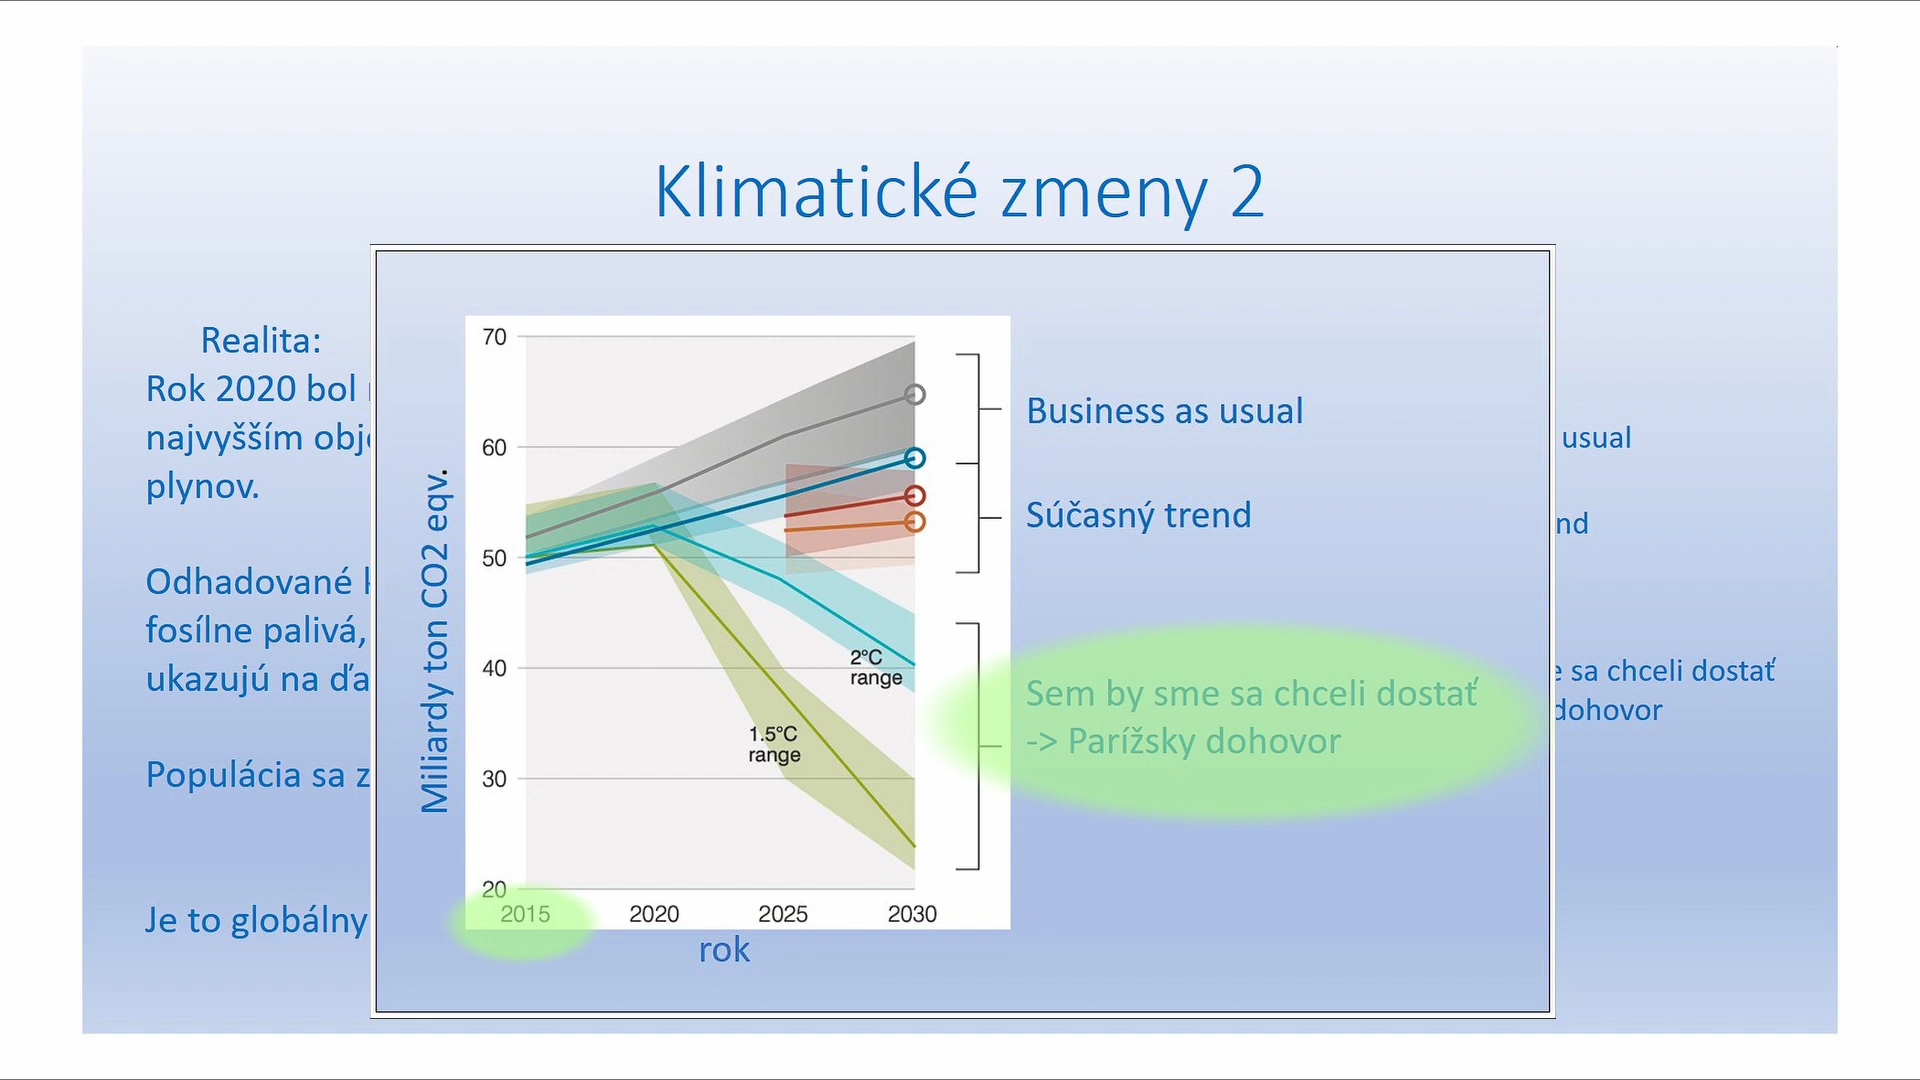 Klimatické zmeny 2
Realita:
Rok 2020 bol
najvyšším
plynov.
Odhadované
fosílne palivá,
ukazujú na
Populácia sa
Je to globálny
Miliardy ton CO2 eqv.
70
60
50
40
30
20
2°C
range
1.5°C
range
2015 2020 2025 2030
rok
Business as usual
Súčasný trend
Sem by sme sa chceli dostať
-> Parížsky dohovor
usual
sa chceli dostať
dohovor